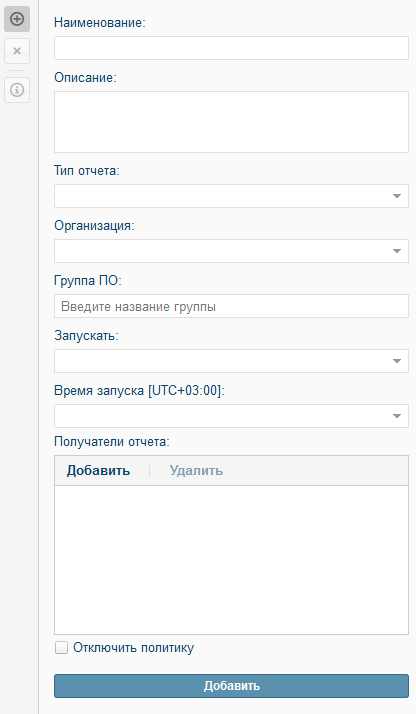 Наименование:
Описание:
Тип отчета:
Организация:
Группа ПО:
Введите название группы
Запускать:
Время запуска [UTC+03:00]:
Получатели отчета:
Добавить Удалить
Отключить политику
Добавить